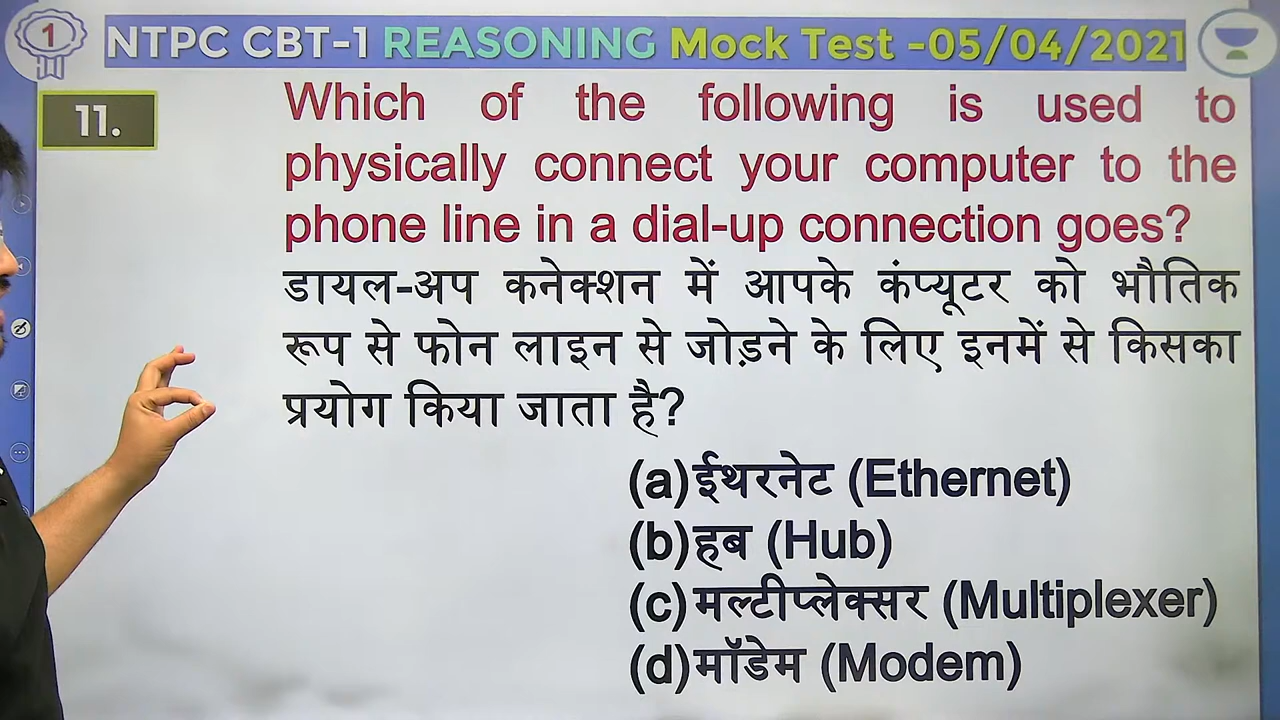 1
NTPC CBT-1 REASONING Mock Test -05/04/2021
11.
Which of the following is used to
physically connect your computer to the
phone line in a dial-up connection goes?
डायल-अप कनेक्शन में आपके कंप्यूटर को भौतिक
रूप से फोन लाइन से जोड़ने के लिए इनमें से किसका
प्रयोग किया जाता है?
(a) ईथरनेट (Ethernet)
(b) हब (Hub)
(c) मल्टीप्लेक्सर (Multiplexer)
(d) मॉडेम (Modem)